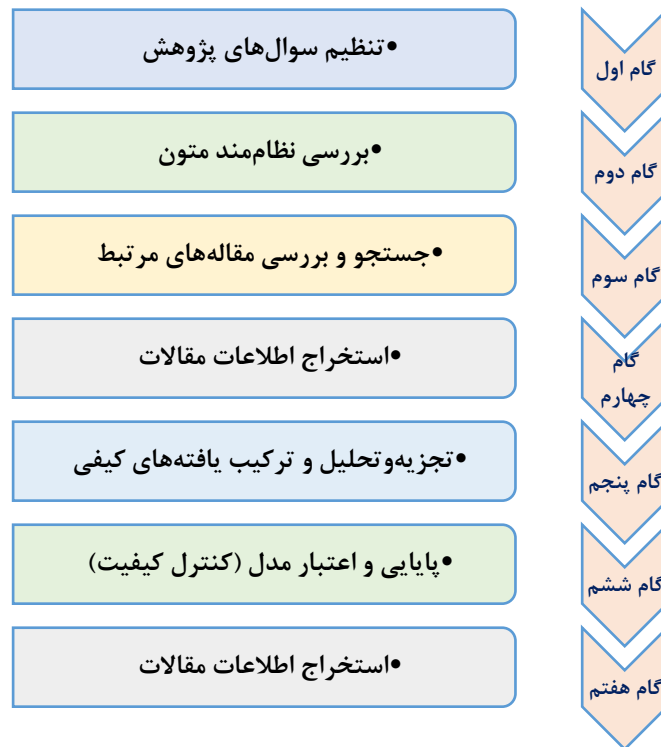 گام اول
•تنظیم سوال‌های پژوهش
گام دوم
•بررسی نظام‌مند متون
گام سوم
•جستجو و بررسی مقاله‌های مرتبط
گام
چهارم
•استخراج اطلاعات مقالات
گام پنجم
•تجزیه‌وتحلیل و ترکیب یافته‌های کیفی
گام ششم
•پایایی و اعتبار مدل (کنترل کیفیت)
گام هفتم
•استخراج اطلاعات مقالات